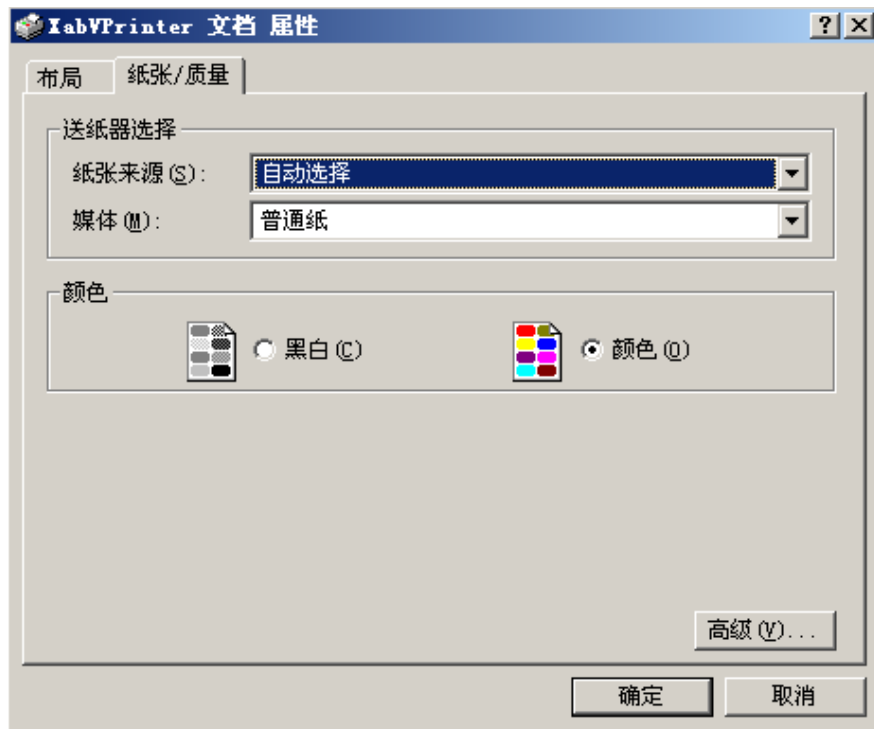 XabVPrinter 文档 属性
布局 纸张/质量
送纸器选择
纸张来源(S): 自动选择
媒体(M): 普通纸
颜色
黑白(C) 颜色(O)
高级(V)...
确定 取消